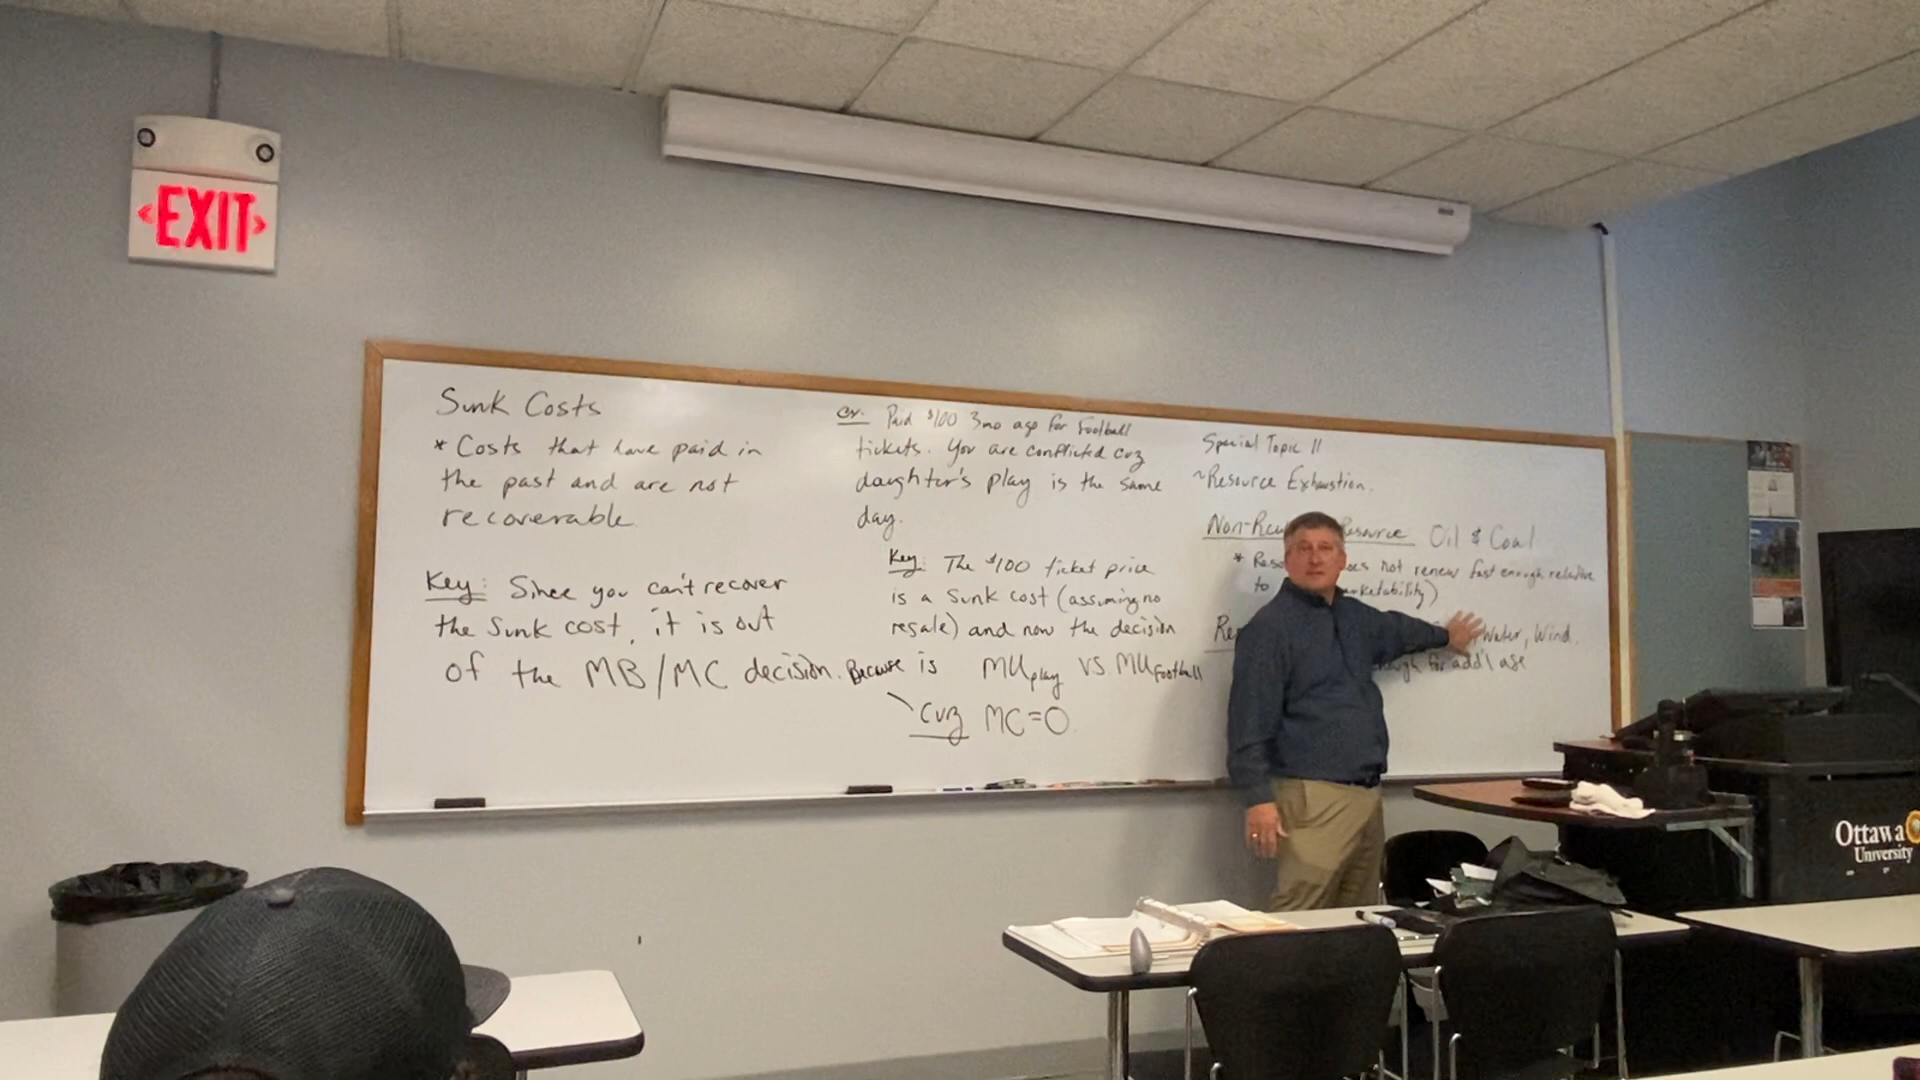 EXIT
Sunk Costs
* Costs that have paid in
the past and are not
recoverable.
Key: Since you can't recover
the sunk cost, it is out
of the MB/MC decision. Because
ex. Paid $100 3mo ago for Football
tickets. You are conflicted cuz
daughter's play is the same
day.
Key: The $100 ticket price
is a sunk cost (assuming no
resale) and now the decision
is MUplay vs. MUFootball
cuz MC=0
Special Topic 11
~Resource Exhaustion.
Resource Oil & Coal
not renew fast enough relative
to
Water, Wind.
for add'l use
Ottawa
University